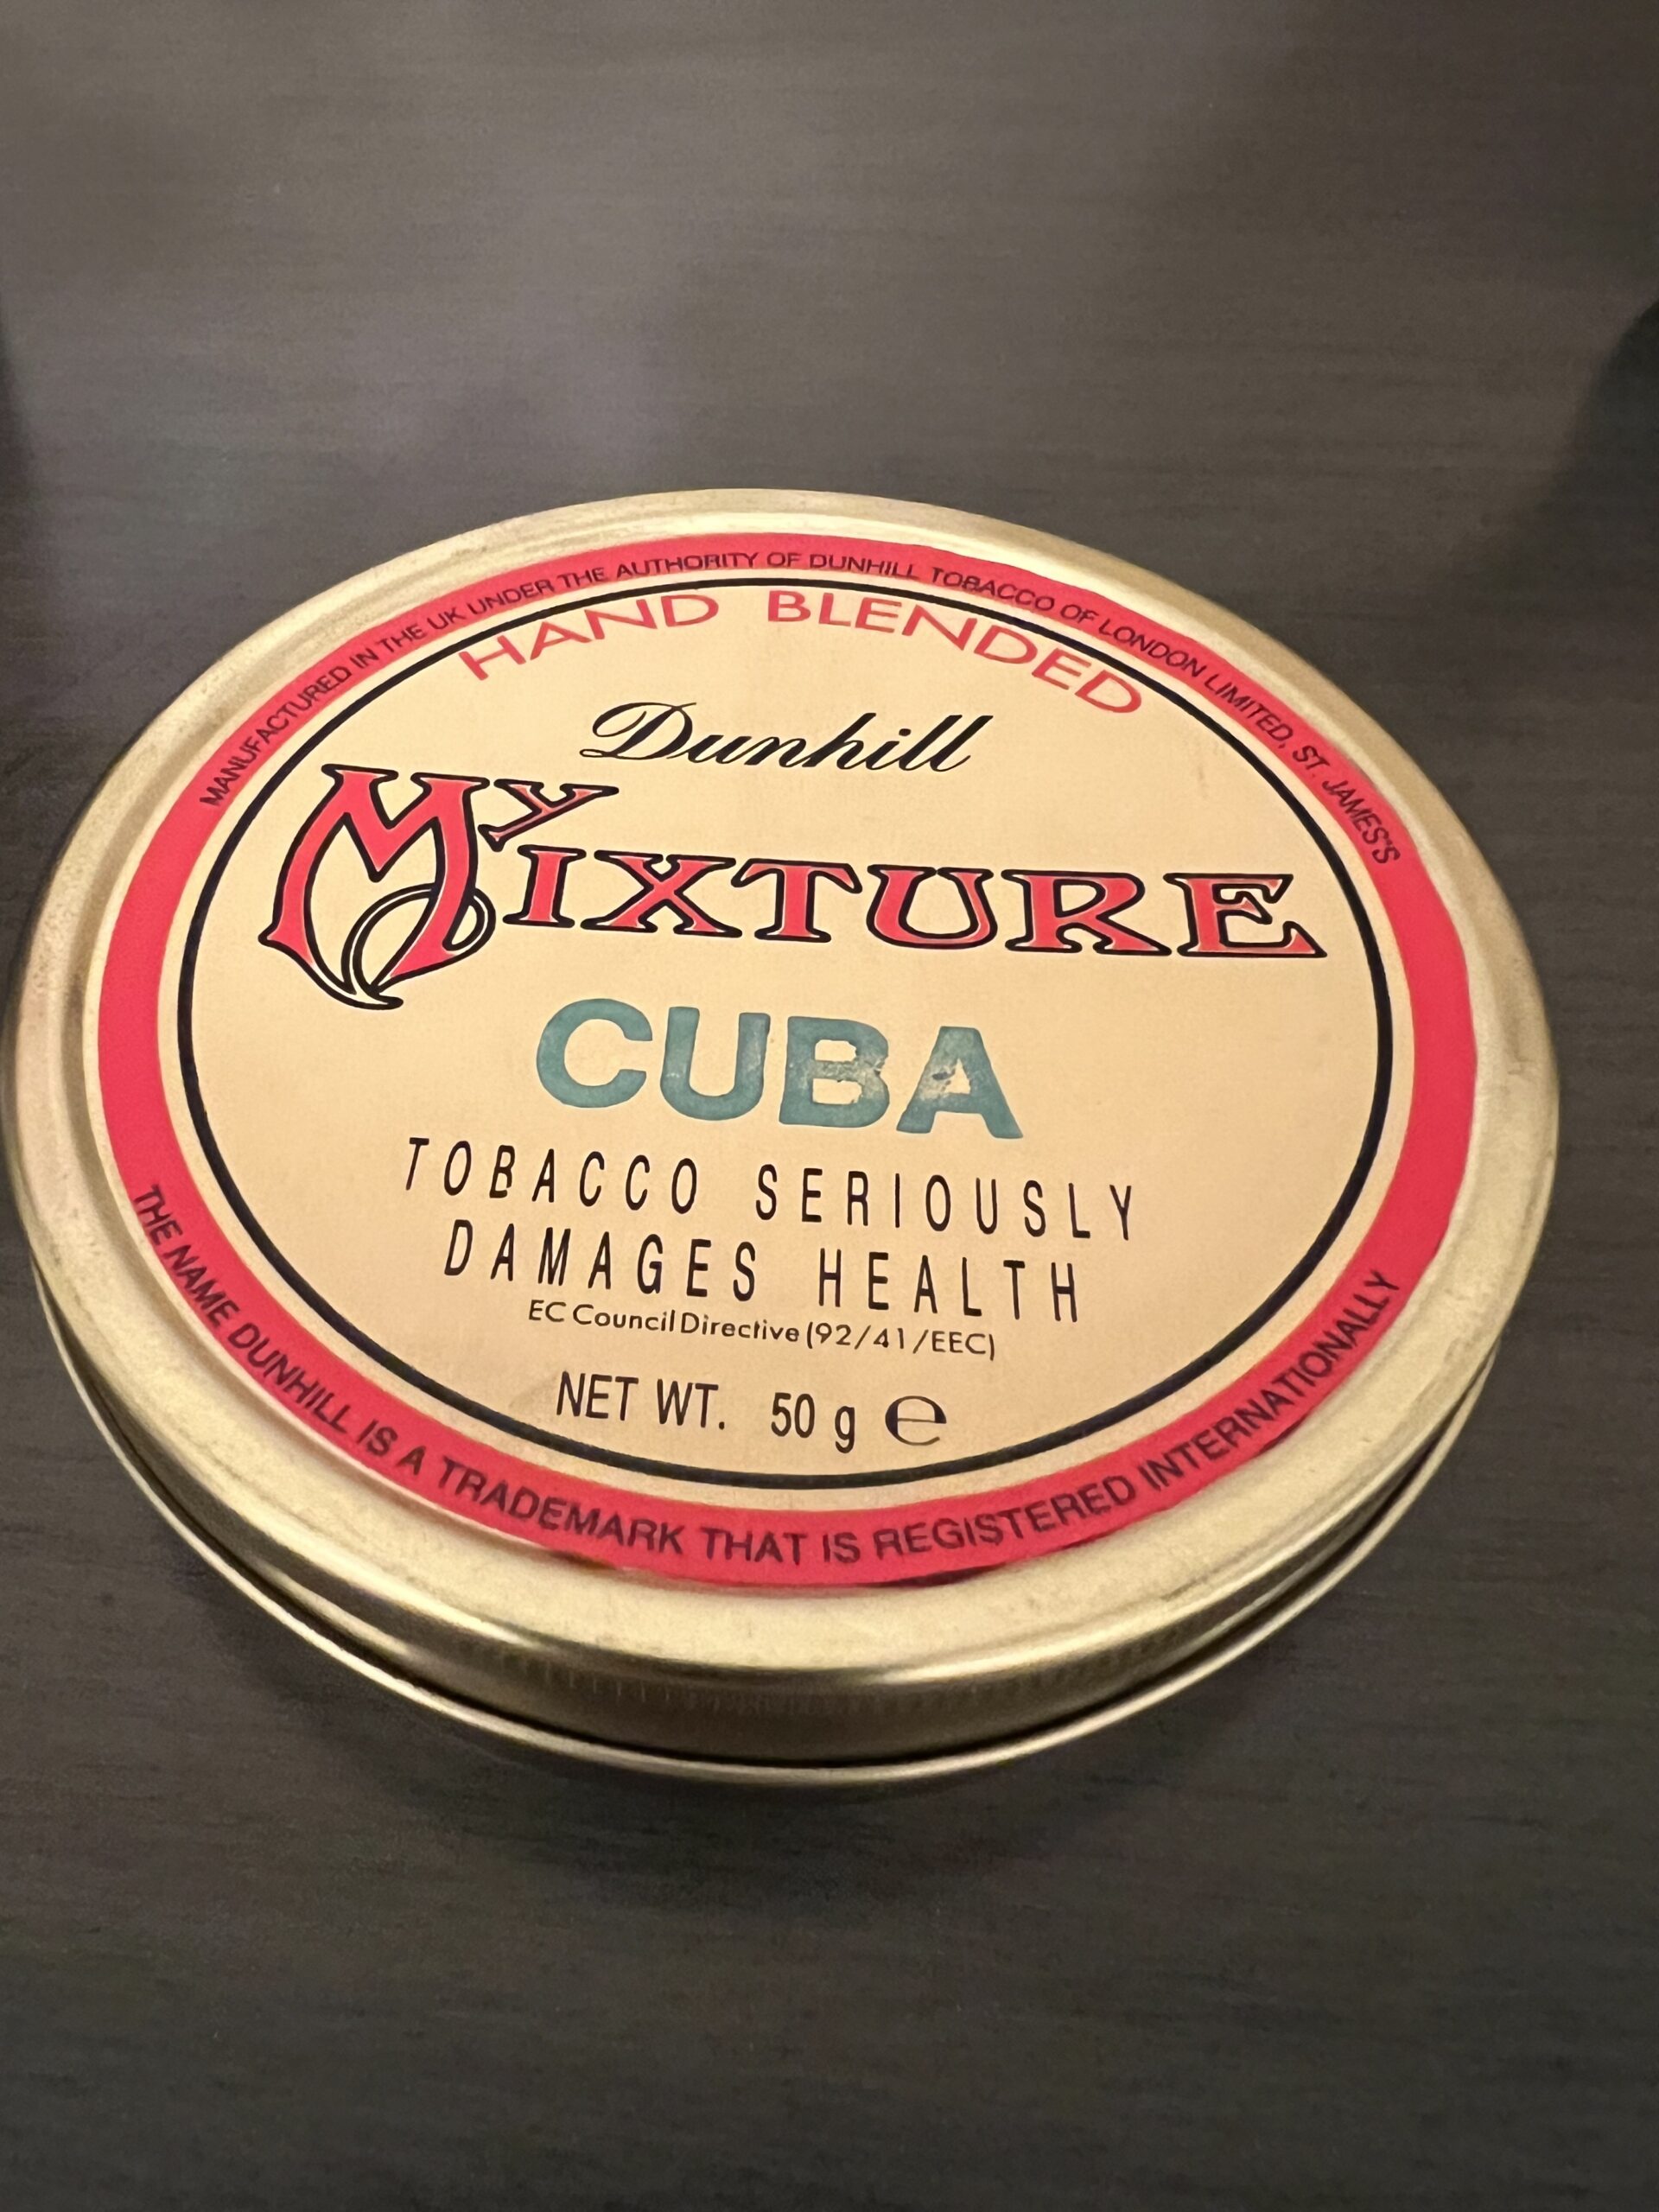 MANUFACTURED IN THE UK UNDER THE AUTHORITY OF DUNHILL TOBACCO OF LONDON LIMITED, ST. JAMES'S
HAND BLENDED
Dunhill
My MIXTURE
CUBA
TOBACCO SERIOUSLY
DAMAGES HEALTH
EC Council Directive (92/41/EEC)
NET WT. 50 g ℮
THE NAME DUNHILL IS A TRADEMARK THAT IS REGISTERED INTERNATIONALLY